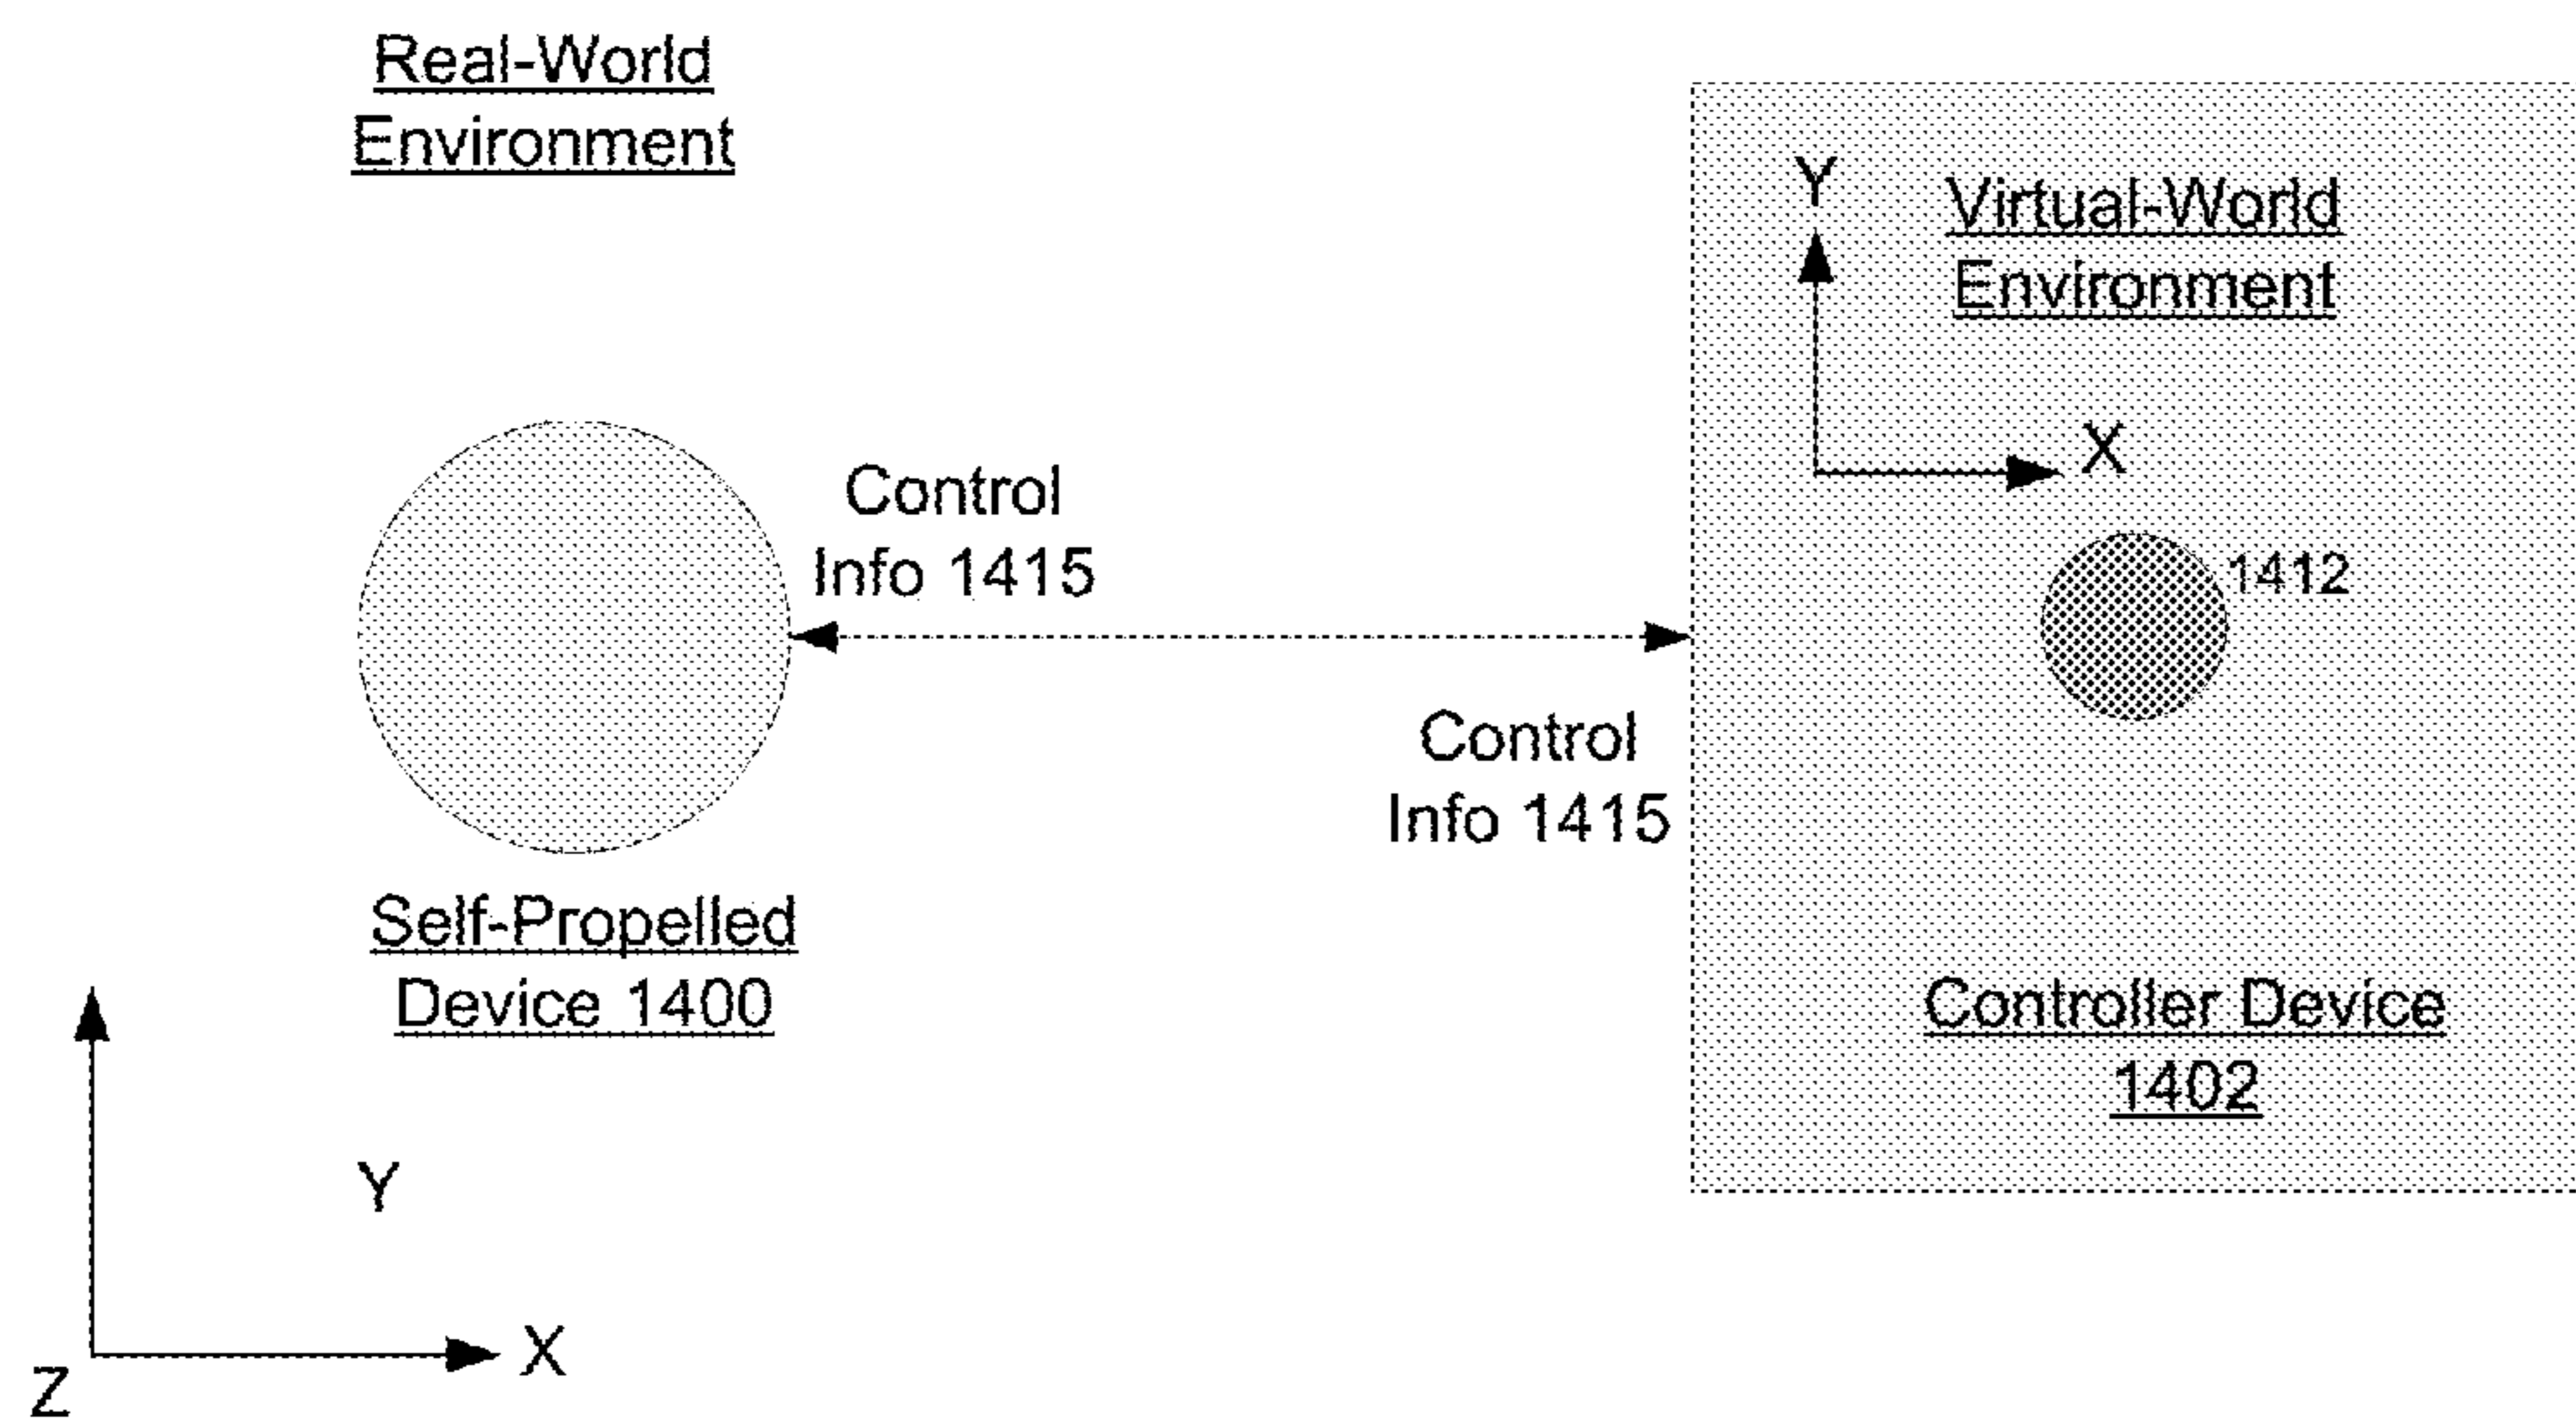 Real-World
Environment
Y
Virtual-World
Environment
X
Control
Info 1415
1412
Control
Info 1415
Self-Propelled
Device 1400
Controller Device
1402
Y
X
Z